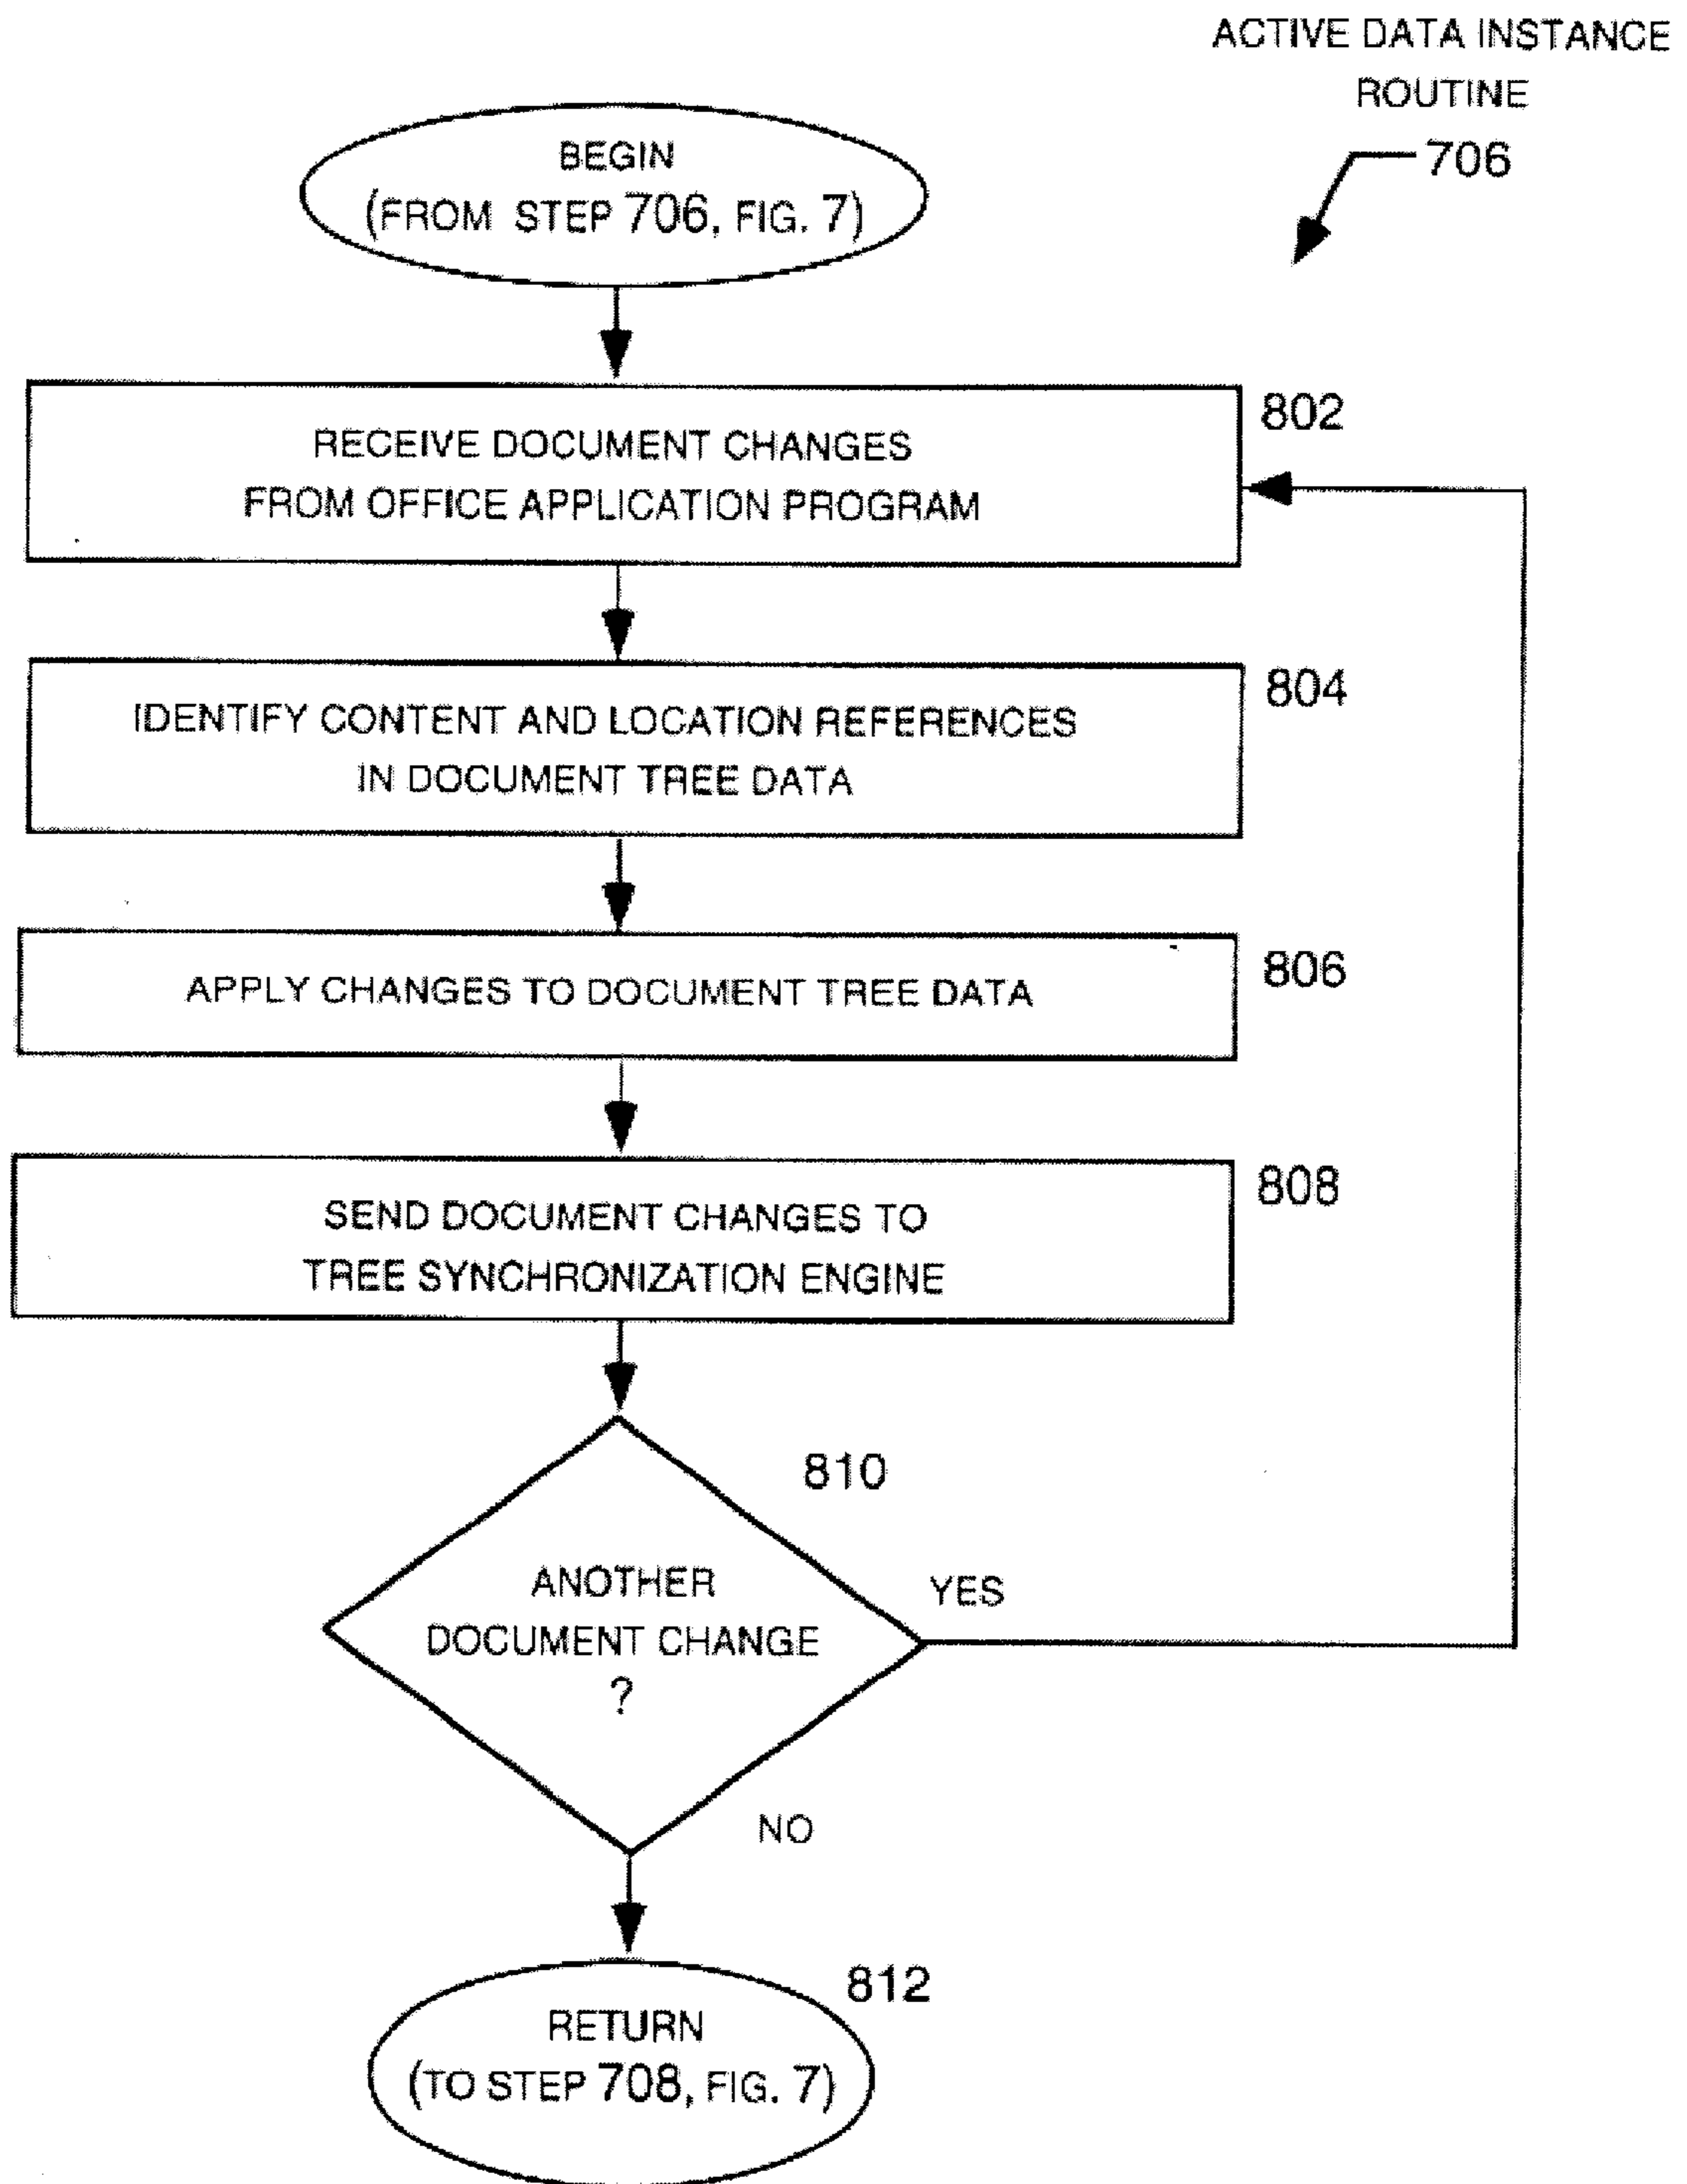 ACTIVE DATA INSTANCE
ROUTINE
706
BEGIN
(FROM STEP 706, FIG. 7)
802
RECEIVE DOCUMENT CHANGES
FROM OFFICE APPLICATION PROGRAM
804
IDENTIFY CONTENT AND LOCATION REFERENCES
IN DOCUMENT TREE DATA
806
APPLY CHANGES TO DOCUMENT TREE DATA
808
SEND DOCUMENT CHANGES TO
TREE SYNCHRONIZATION ENGINE
810
ANOTHER
DOCUMENT CHANGE
?
YES
NO
812
RETURN
(TO STEP 708, FIG. 7)